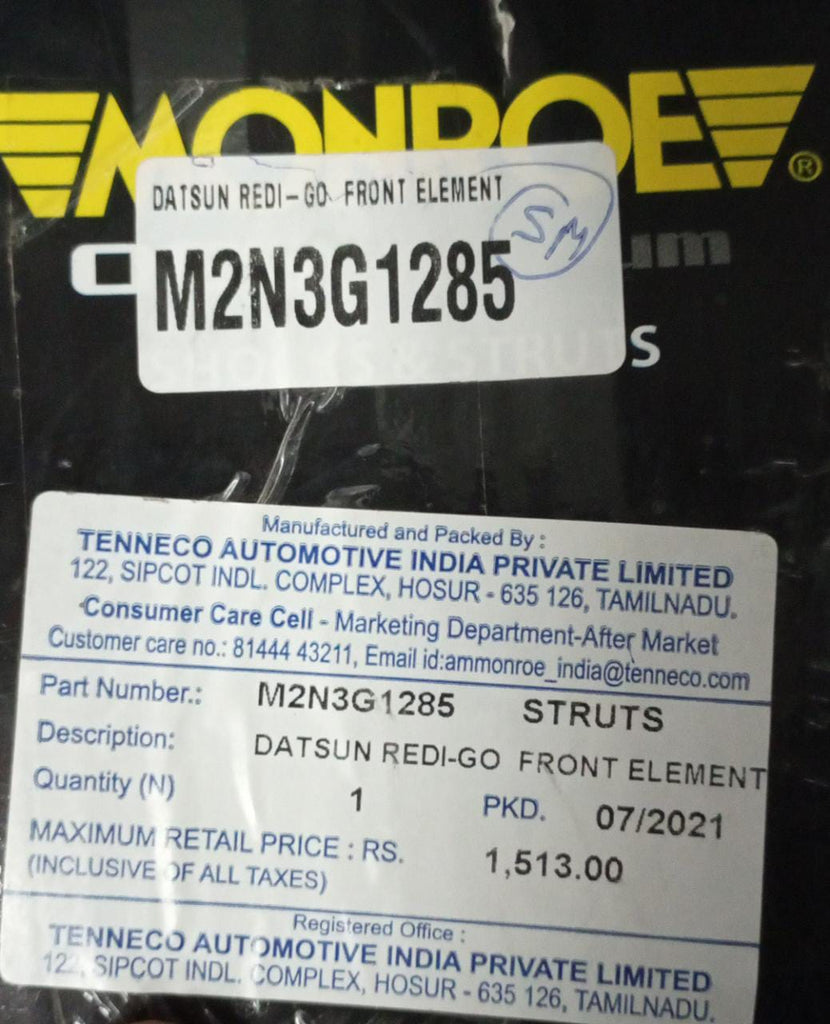 MONROE®
DATSUN REDI-GO FRONT ELEMENT
SM
M2N3G1285
SHOCKS & STRUTS
Manufactured and Packed By :
TENNECO AUTOMOTIVE INDIA PRIVATE LIMITED
122, SIPCOT INDL. COMPLEX, HOSUR - 635 126, TAMILNADU.
Consumer Care Cell - Marketing Department-After Market
Customer care no.: 81444 43211, Email id:ammonroe_india@tenneco.com
Part Number.: M2N3G1285 STRUTS
Description: DATSUN REDI-GO FRONT ELEMENT
Quantity (N) 1 PKD. 07/2021
MAXIMUM RETAIL PRICE : RS. 1,513.00
(INCLUSIVE OF ALL TAXES)
Registered Office :
TENNECO AUTOMOTIVE INDIA PRIVATE LIMITED
122, SIPCOT INDL. COMPLEX, HOSUR - 635 126, TAMILNADU.